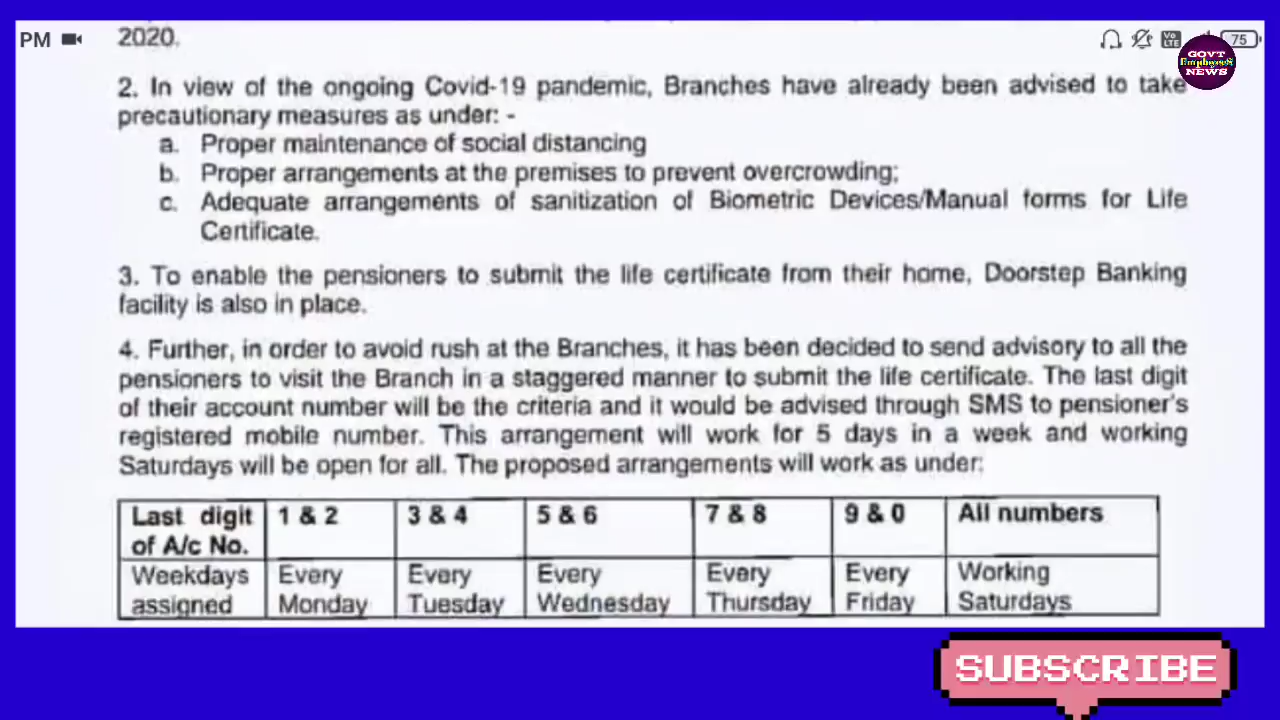 PM
75
GOVT
Employees
NEWS
2020.
2. In view of the ongoing Covid-19 pandemic, Branches have already been advised to take
precautionary measures as under: -
a. Proper maintenance of social distancing
b. Proper arrangements at the premises to prevent overcrowding;
c. Adequate arrangements of sanitization of Biometric Devices/Manual forms for Life
Certificate.
3. To enable the pensioners to submit the life certificate from their home, Doorstep Banking
facility is also in place.
4. Further, in order to avoid rush at the Branches, it has been decided to send advisory to all the
pensioners to visit the Branch in a staggered manner to submit the life certificate. The last digit
of their account number will be the criteria and it would be advised through SMS to pensioner's
registered mobile number. This arrangement will work for 5 days in a week and working
Saturdays will be open for all. The proposed arrangements will work as under:
Last digit of A/c No. 1 & 2 3 & 4 5 & 6 7 & 8 9 & 0 All numbers
Weekdays assigned Every Monday Every Tuesday Every Wednesday Every Thursday Every Friday Working Saturdays
SUBSCRIBE